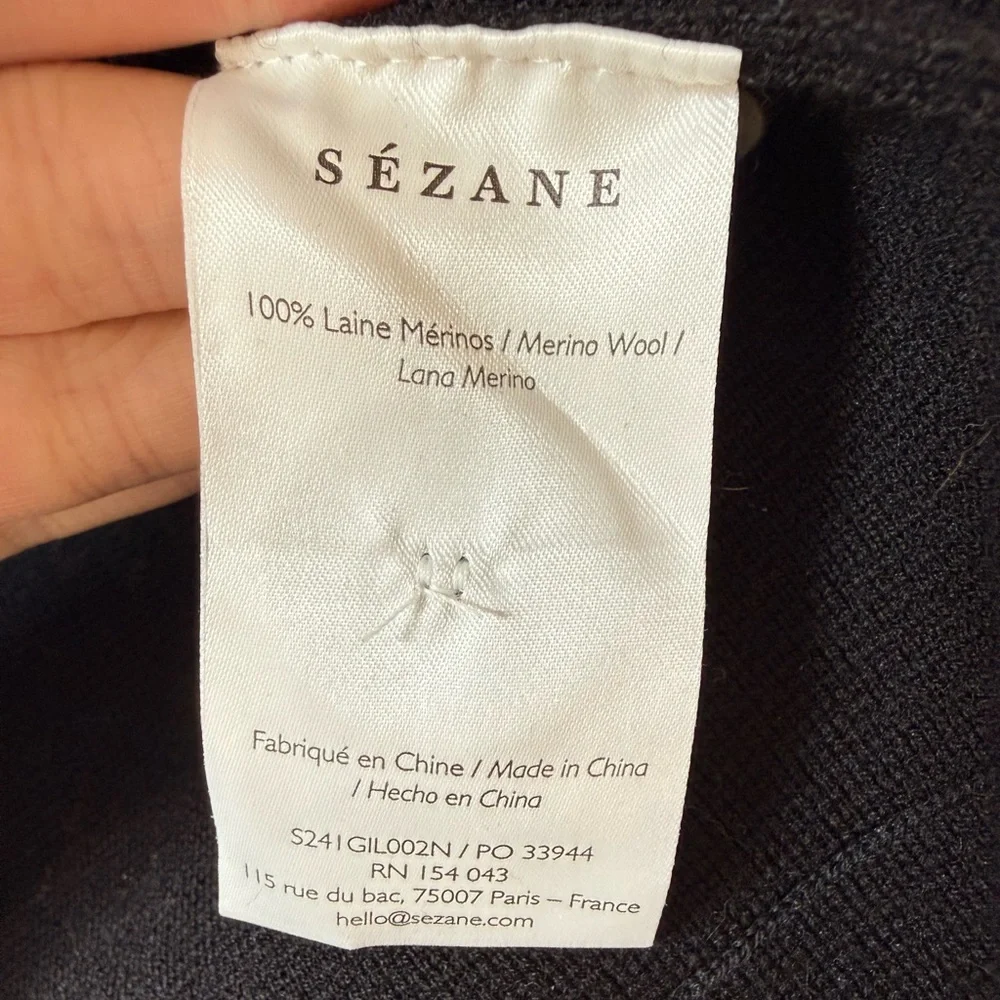 SÉZANE
100% Laine Mérinos / Merino Wool /
Lana Merino
Fabriqué en Chine / Made in China
/ Hecho en China
S241GIL002N / PO 33944
RN 154 043
115 rue du bac, 75007 Paris – France
hello@sezane.com